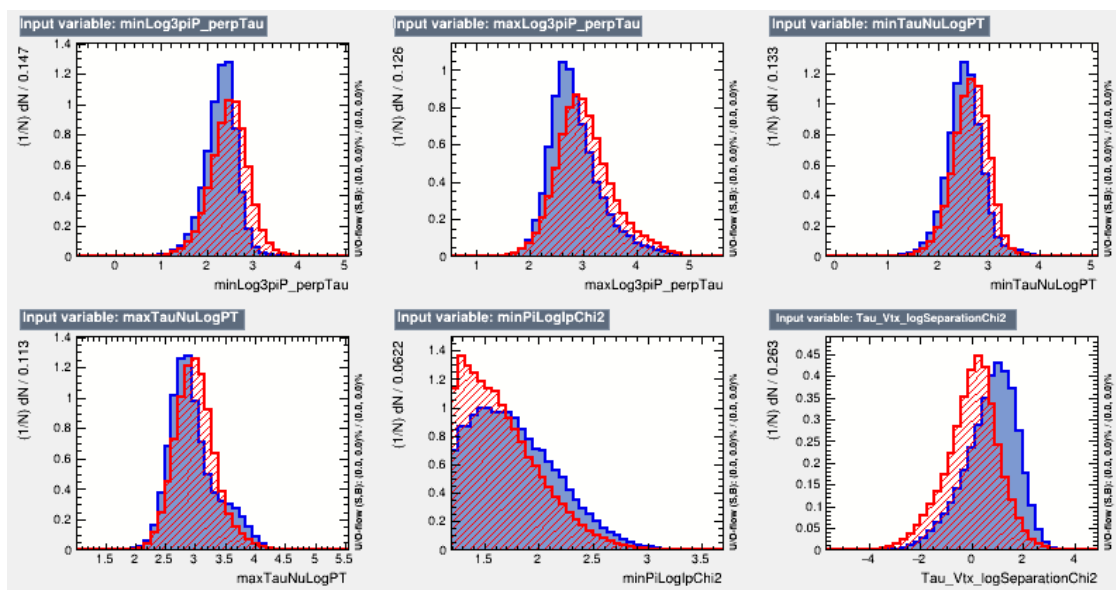 Input variable: minLog3piP_perpTau
(1/N) dN / 0.147
1.4
1.2
1
0.8
0.6
0.4
0.2
0
0 1 2 3 4 5
minLog3piP_perpTau
U/O-flow (S,B): (0.0, 0.0)% / (0.0, 0.0)%
Input variable: maxLog3piP_perpTau
(1/N) dN / 0.126
1
0.8
0.6
0.4
0.2
0
1 2 3 4 5
maxLog3piP_perpTau
U/O-flow (S,B): (0.0, 0.0)% / (0.0, 0.0)%
Input variable: minTauNuLogPT
(1/N) dN / 0.133
1.2
1
0.8
0.6
0.4
0.2
0
0 1 2 3 4 5
minTauNuLogPT
U/O-flow (S,B): (0.0, 0.0)% / (0.0, 0.0)%
Input variable: maxTauNuLogPT
(1/N) dN / 0.113
1.4
1.2
1
0.8
0.6
0.4
0.2
0
1.5 2 2.5 3 3.5 4 4.5 5 5.5
maxTauNuLogPT
U/O-flow (S,B): (0.0, 0.0)% / (0.0, 0.0)%
Input variable: minPiLogIpChi2
(1/N) dN / 0.0622
1.4
1.2
1
0.8
0.6
0.4
0.2
0
1.5 2 2.5 3 3.5
minPiLogIpChi2
U/O-flow (S,B): (0.0, 0.0)% / (0.0, 0.0)%
Input variable: Tau_Vtx_logSeparationChi2
(1/N) dN / 0.263
0.45
0.4
0.35
0.3
0.25
0.2
0.15
0.1
0.05
0
−4 −2 0 2 4
Tau_Vtx_logSeparationChi2
U/O-flow (S,B): (0.0, 0.0)% / (0.0, 0.0)%